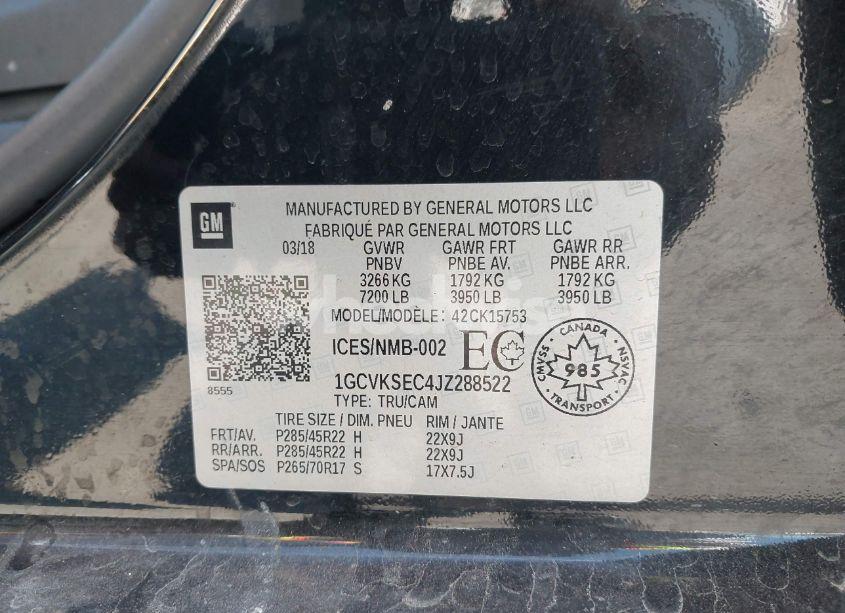 GM
MANUFACTURED BY GENERAL MOTORS LLC
FABRIQUÉ PAR GENERAL MOTORS LLC
03/18 GVWR GAWR FRT GAWR RR
PNBV PNBE AV. PNBE ARR.
3266 KG 1792 KG 1792 KG
7200 LB 3950 LB 3950 LB
MODEL/MODÈLE: 42CK15753
ICES/NMB-002 EC
CANADA
CMVSS 985 NSVAC
TRANSPORT
8555
1GCVKSEC4JZ288522
TYPE: TRU/CAM
TIRE SIZE / DIM. PNEU RIM / JANTE
FRT/AV. P285/45R22 H 22X9J
RR/ARR. P285/45R22 H 22X9J
SPA/SOS P265/70R17 S 17X7.5J